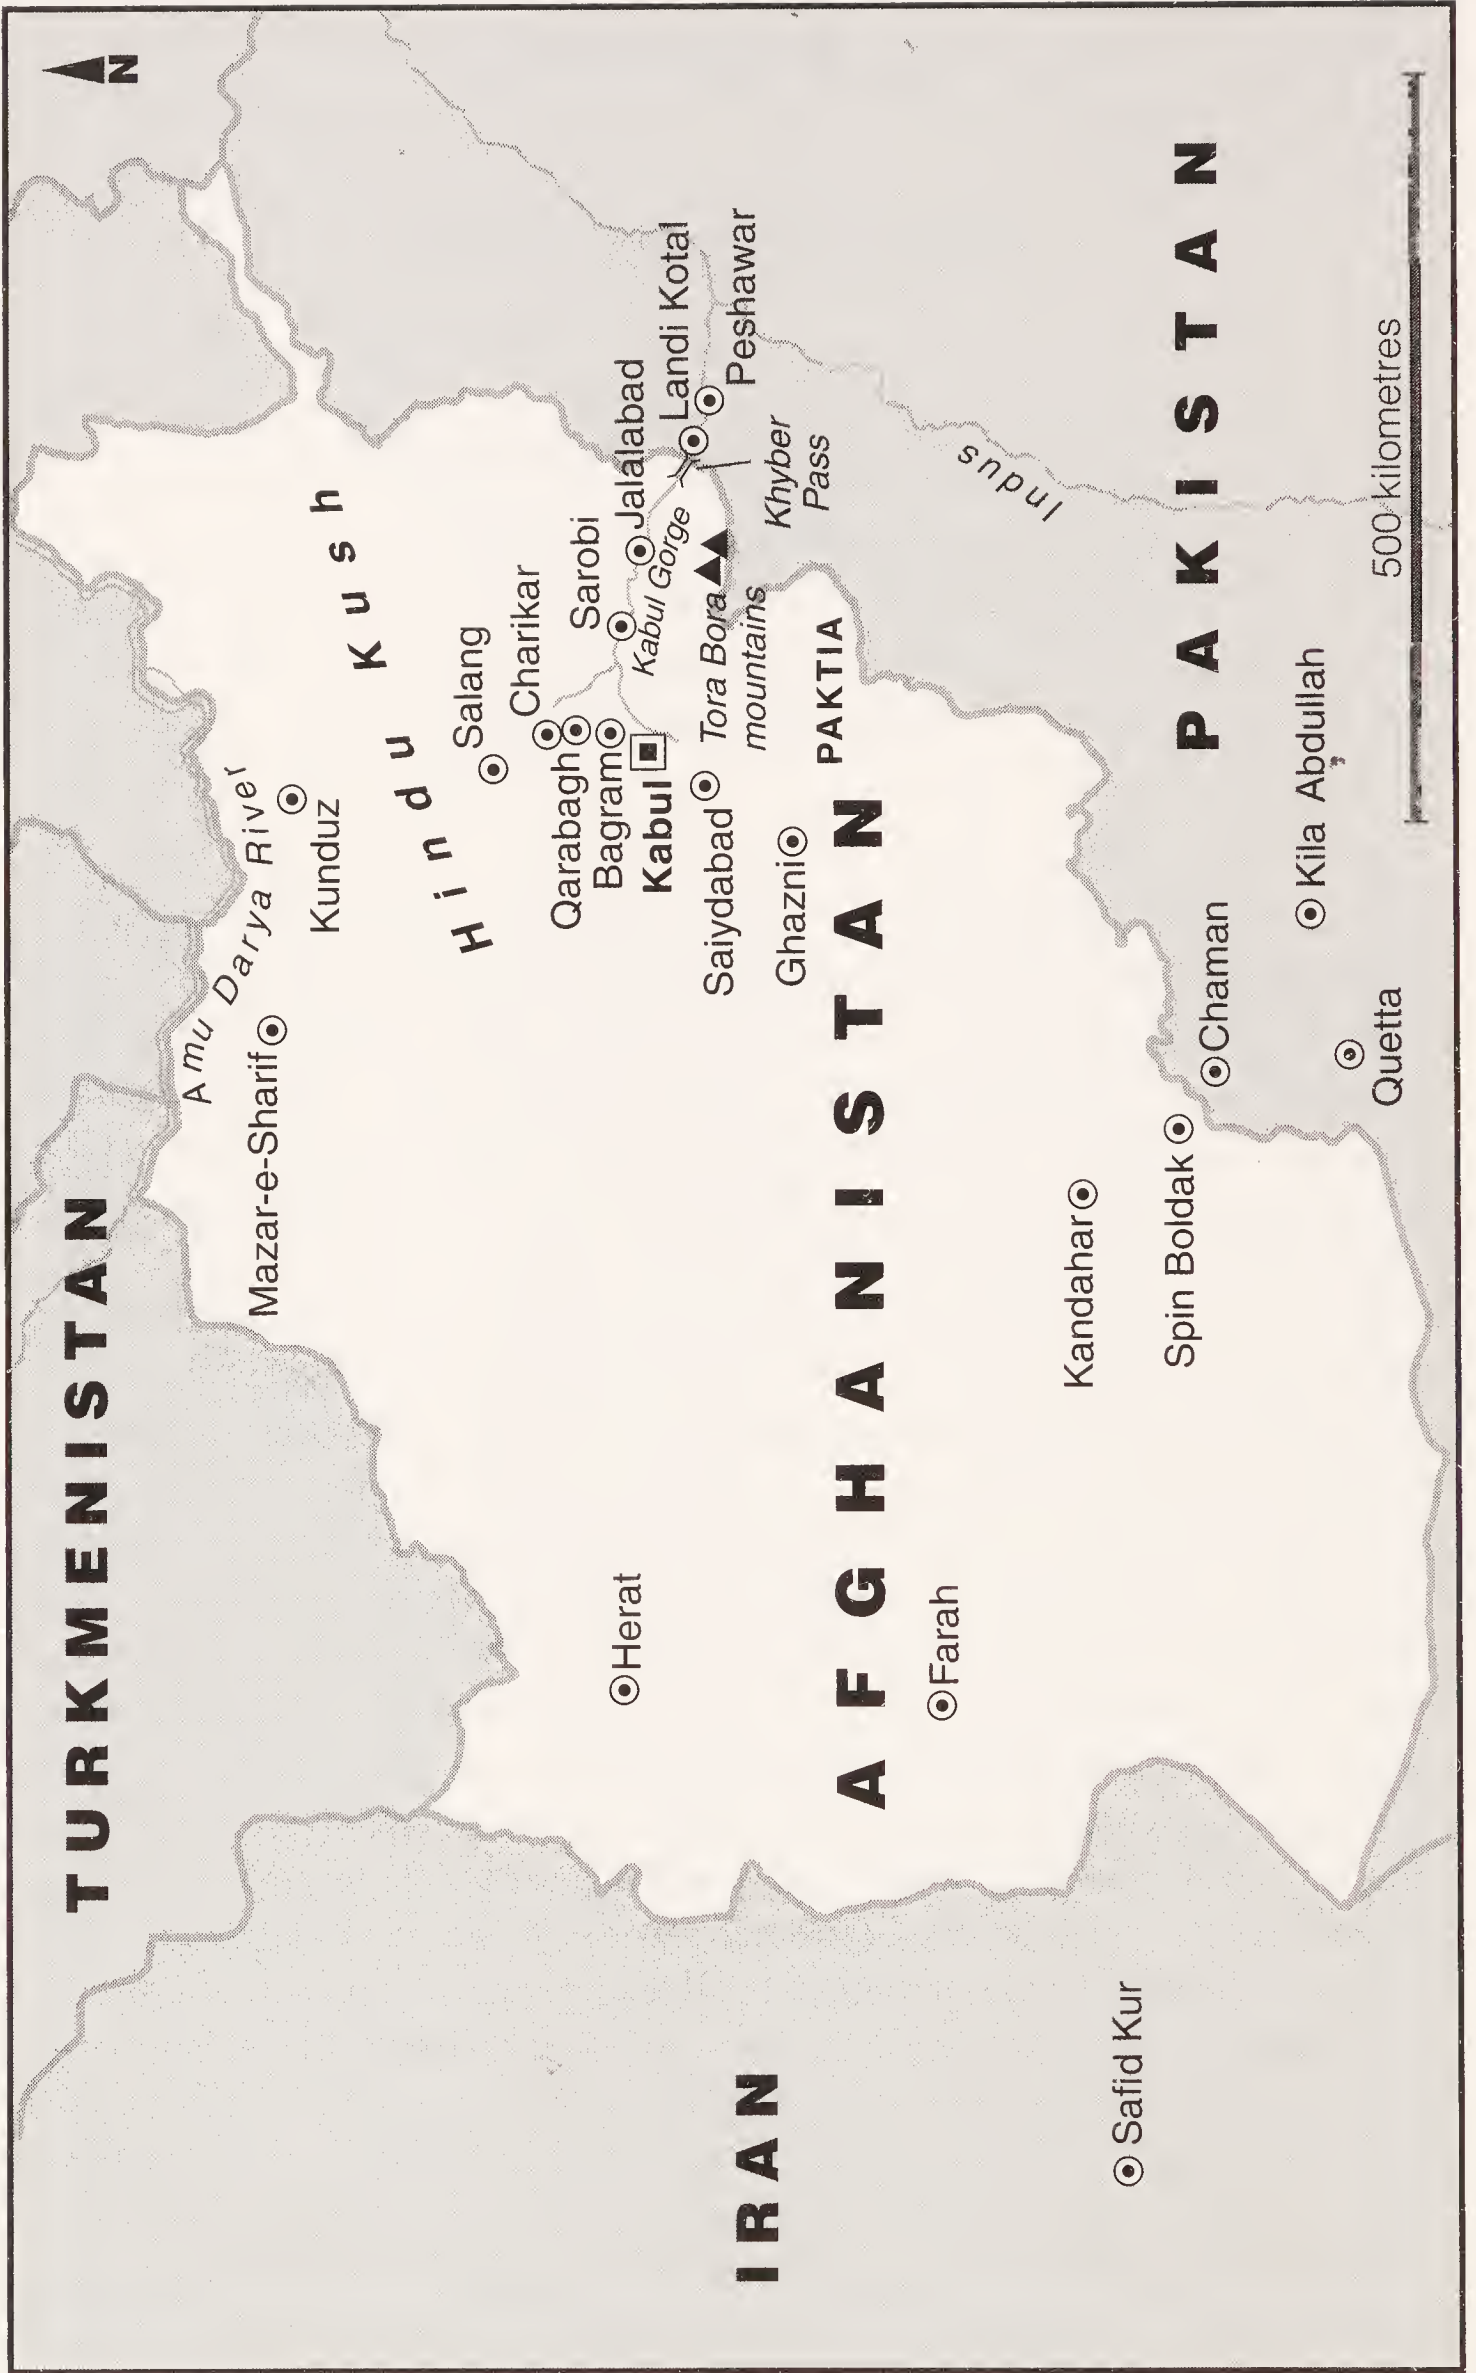 N
TURKMENISTAN
Amu Darya River
Mazar-e-Sharif
Kunduz
Hindu Kush
Salang
Charikar
Qarabagh
Bagram
Kabul
Sarobi
Jalalabad
Kabul Gorge
Landi Kotal
Peshawar
Khyber
Pass
Tora Bora
mountains
Saiydabad
Ghazni
PAKTIA
Herat
AFGHANISTAN
Farah
IRAN
Safid Kur
Kandahar
Spin Boldak
Chaman
Quetta
Kila Abdullah
Indus
PAKISTAN
500 kilometres